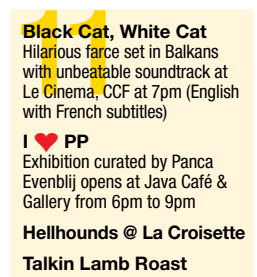 11
Black Cat, White Cat
Hilarious farce set in Balkans
with unbeatable soundtrack at
Le Cinema, CCF at 7pm (English
with French subtitles)
I ❤ PP
Exhibition curated by Panca
Evenblij opens at Java Café &
Gallery from 6pm to 9pm
Hellhounds @ La Croisette
Talkin Lamb Roast